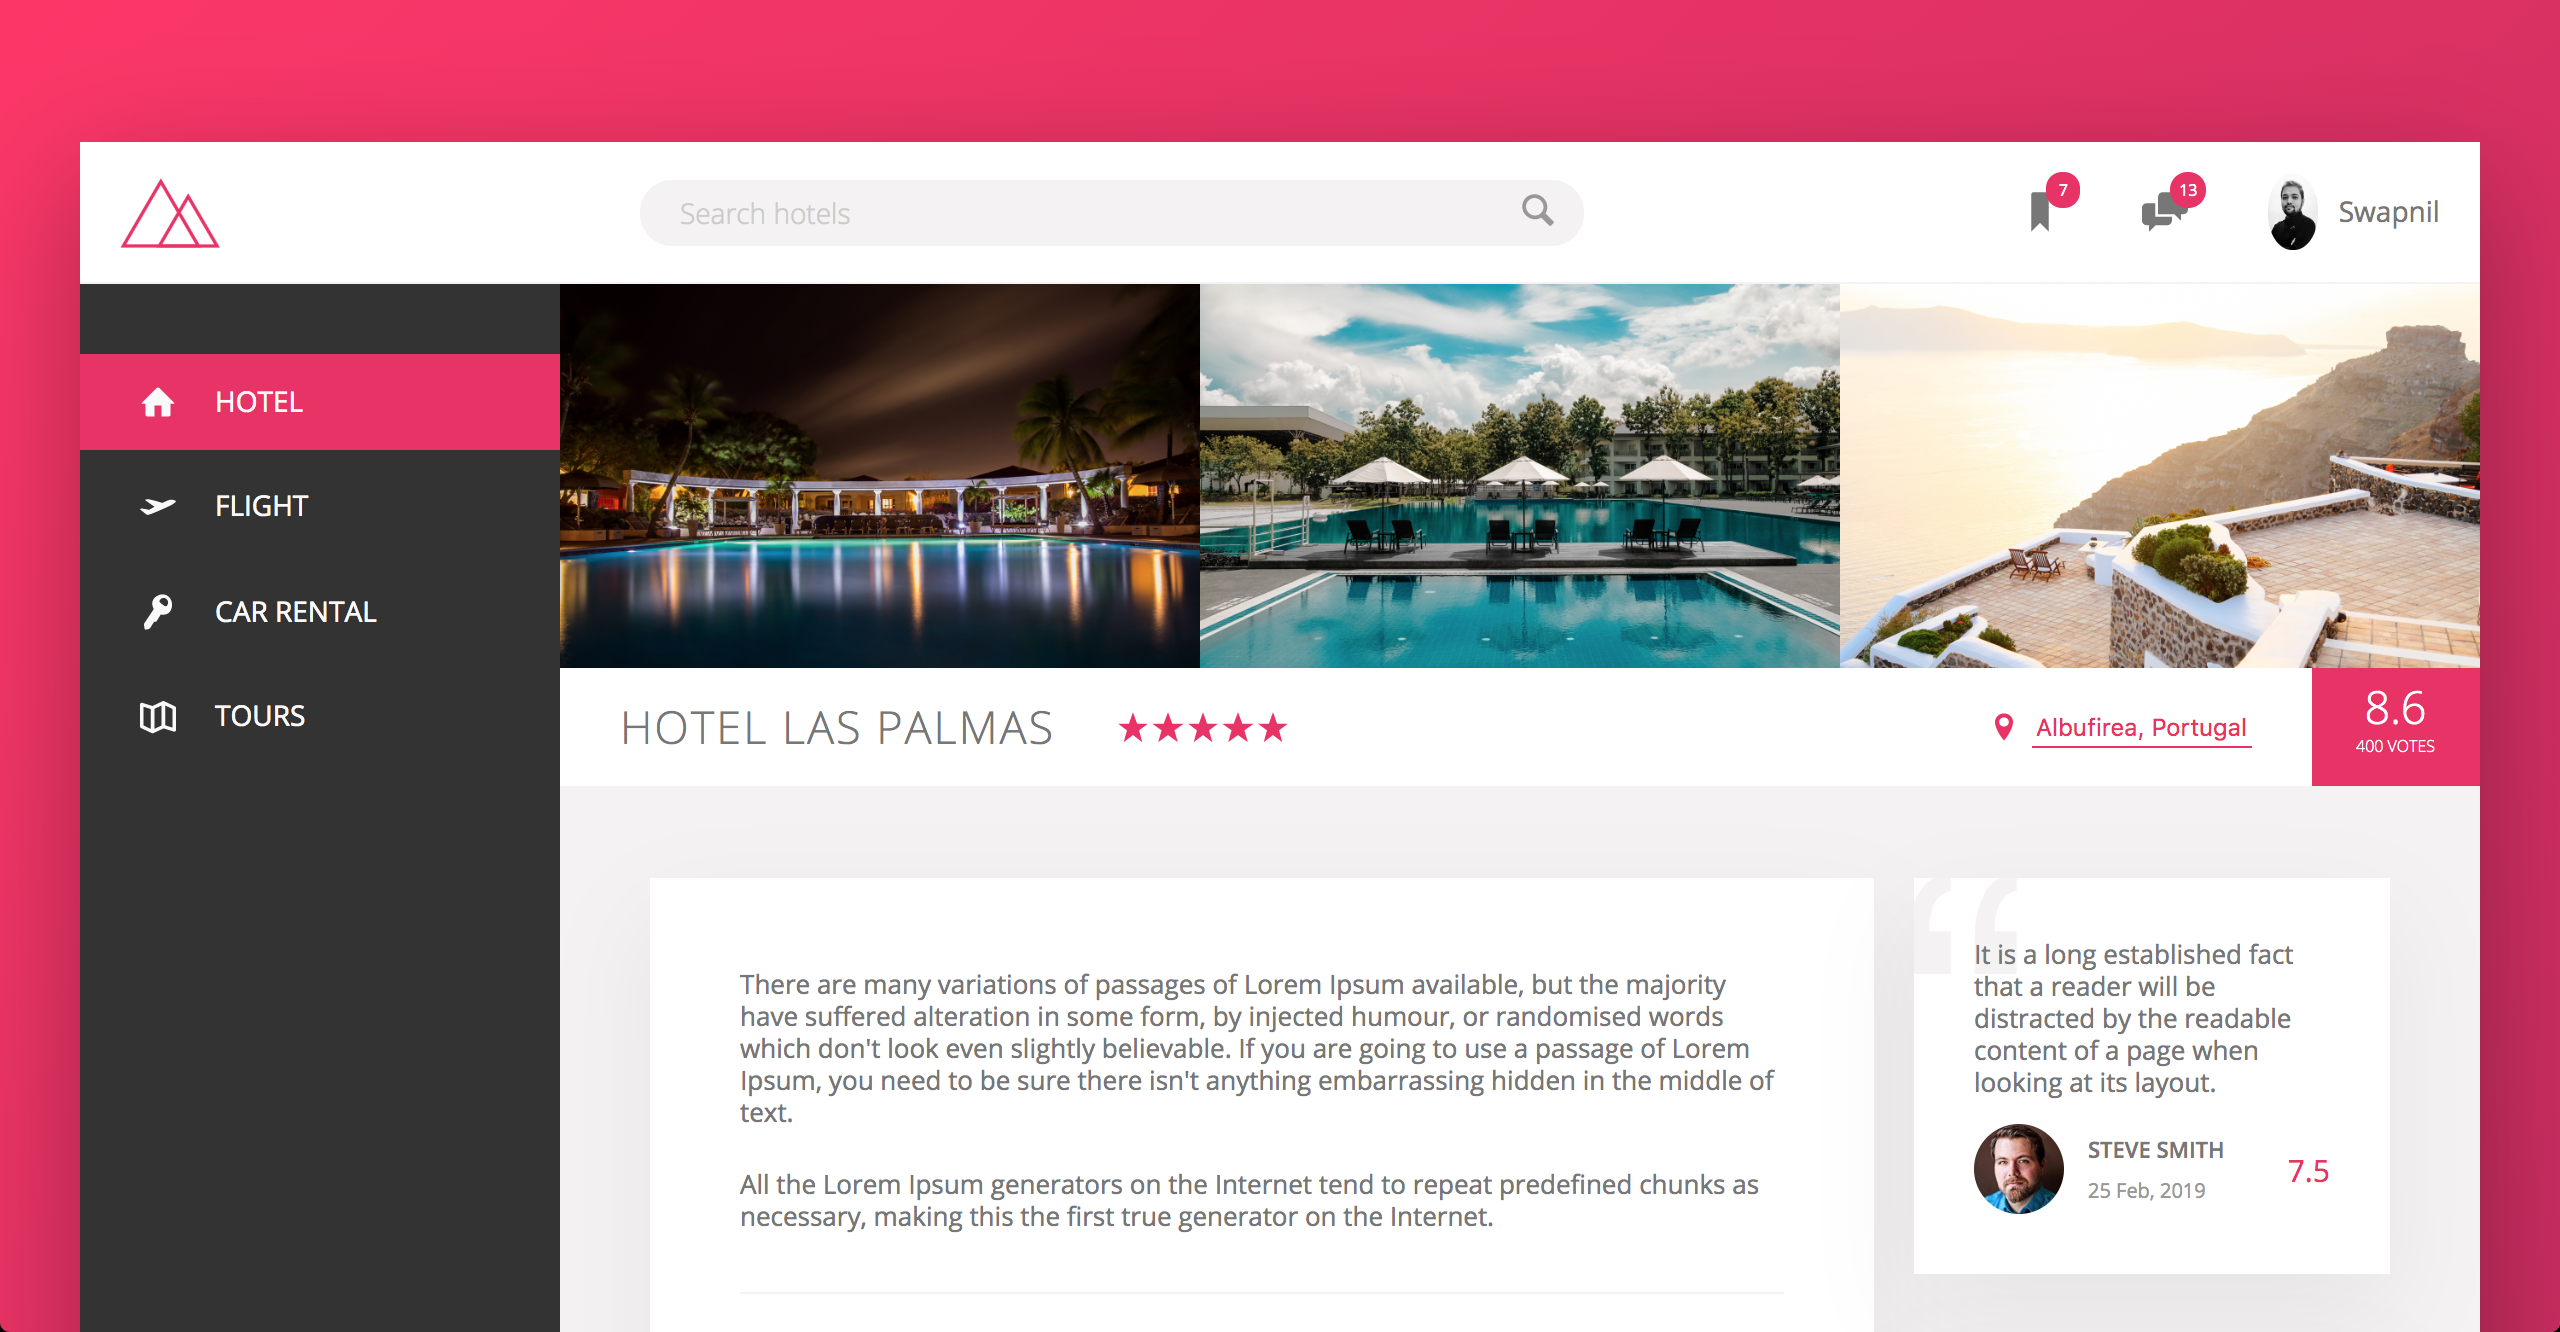 Search hotels
7
13
Swapnil
HOTEL
FLIGHT
CAR RENTAL
TOURS
HOTEL LAS PALMAS
Albufirea, Portugal
8.6
400 VOTES
There are many variations of passages of Lorem Ipsum available, but the majority
have suffered alteration in some form, by injected humour, or randomised words
which don't look even slightly believable. If you are going to use a passage of Lorem
Ipsum, you need to be sure there isn't anything embarrassing hidden in the middle of
text.
All the Lorem Ipsum generators on the Internet tend to repeat predefined chunks as
necessary, making this the first true generator on the Internet.
“
It is a long established fact
that a reader will be
distracted by the readable
content of a page when
looking at its layout.
STEVE SMITH
25 Feb, 2019
7.5